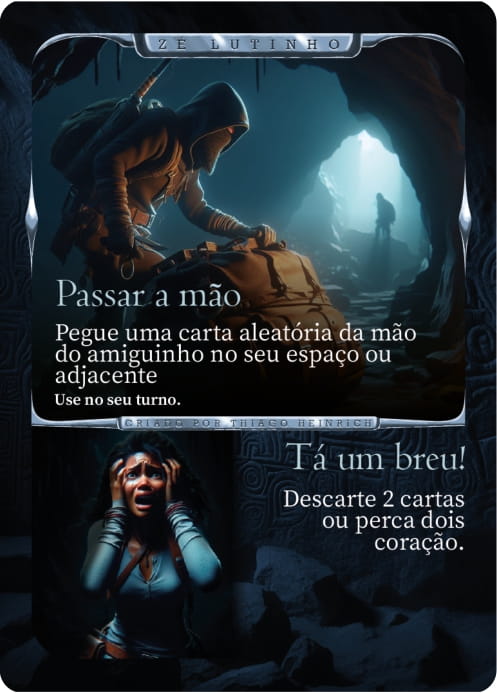 ZÉ LUTINHO
Passar a mão
Pegue uma carta aleatória da mão
do amiguinho no seu espaço ou
adjacente
Use no seu turno.
CRIADO POR THIAGO HEINRICH
Tá um breu!
Descarte 2 cartas
ou perca dois
coração.